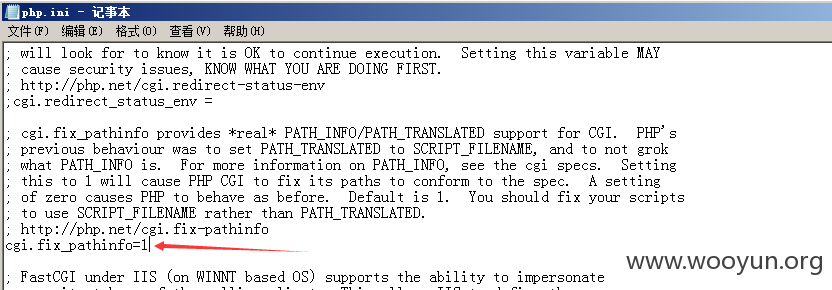 php.ini - 记事本
文件(F) 编辑(E) 格式(O) 查看(V) 帮助(H)
; will look for to know it is OK to continue execution.  Setting this variable MAY
; cause security issues, KNOW WHAT YOU ARE DOING FIRST.
; http://php.net/cgi.redirect-status-env
;cgi.redirect_status_env =
; cgi.fix_pathinfo provides *real* PATH_INFO/PATH_TRANSLATED support for CGI.  PHP's
; previous behaviour was to set PATH_TRANSLATED to SCRIPT_FILENAME, and to not grok
; what PATH_INFO is.  For more information on PATH_INFO, see the cgi specs.  Setting
; this to 1 will cause PHP CGI to fix its paths to conform to the spec.  A setting
; of zero causes PHP to behave as before.  Default is 1.  You should fix your scripts
; to use SCRIPT_FILENAME rather than PATH_TRANSLATED.
; http://php.net/cgi.fix-pathinfo
cgi.fix_pathinfo=1
www.wooyun.org
; FastCGI under IIS (on WINNT based OS) supports the ability to impersonate